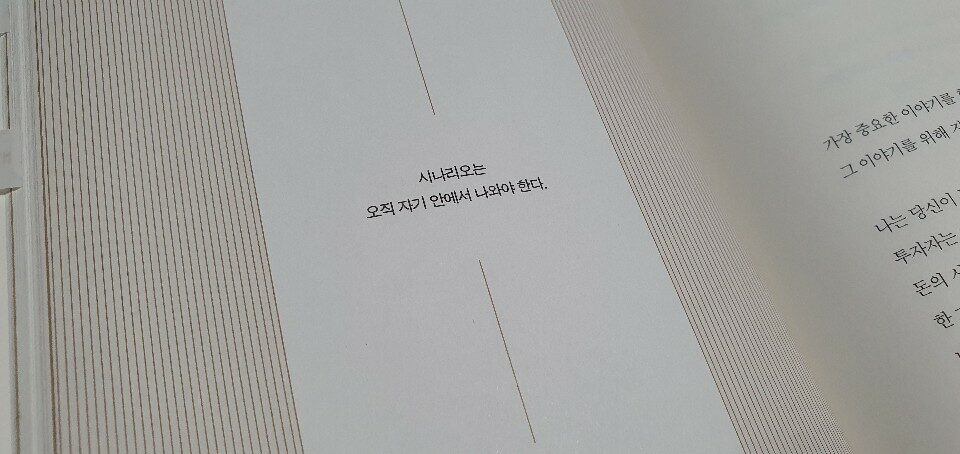 시나리오는
오직 자기 안에서 나와야 한다.
가장 중요한 이야기를
그 이야기를 위해
나는 당신이
투자자는
돈의
한